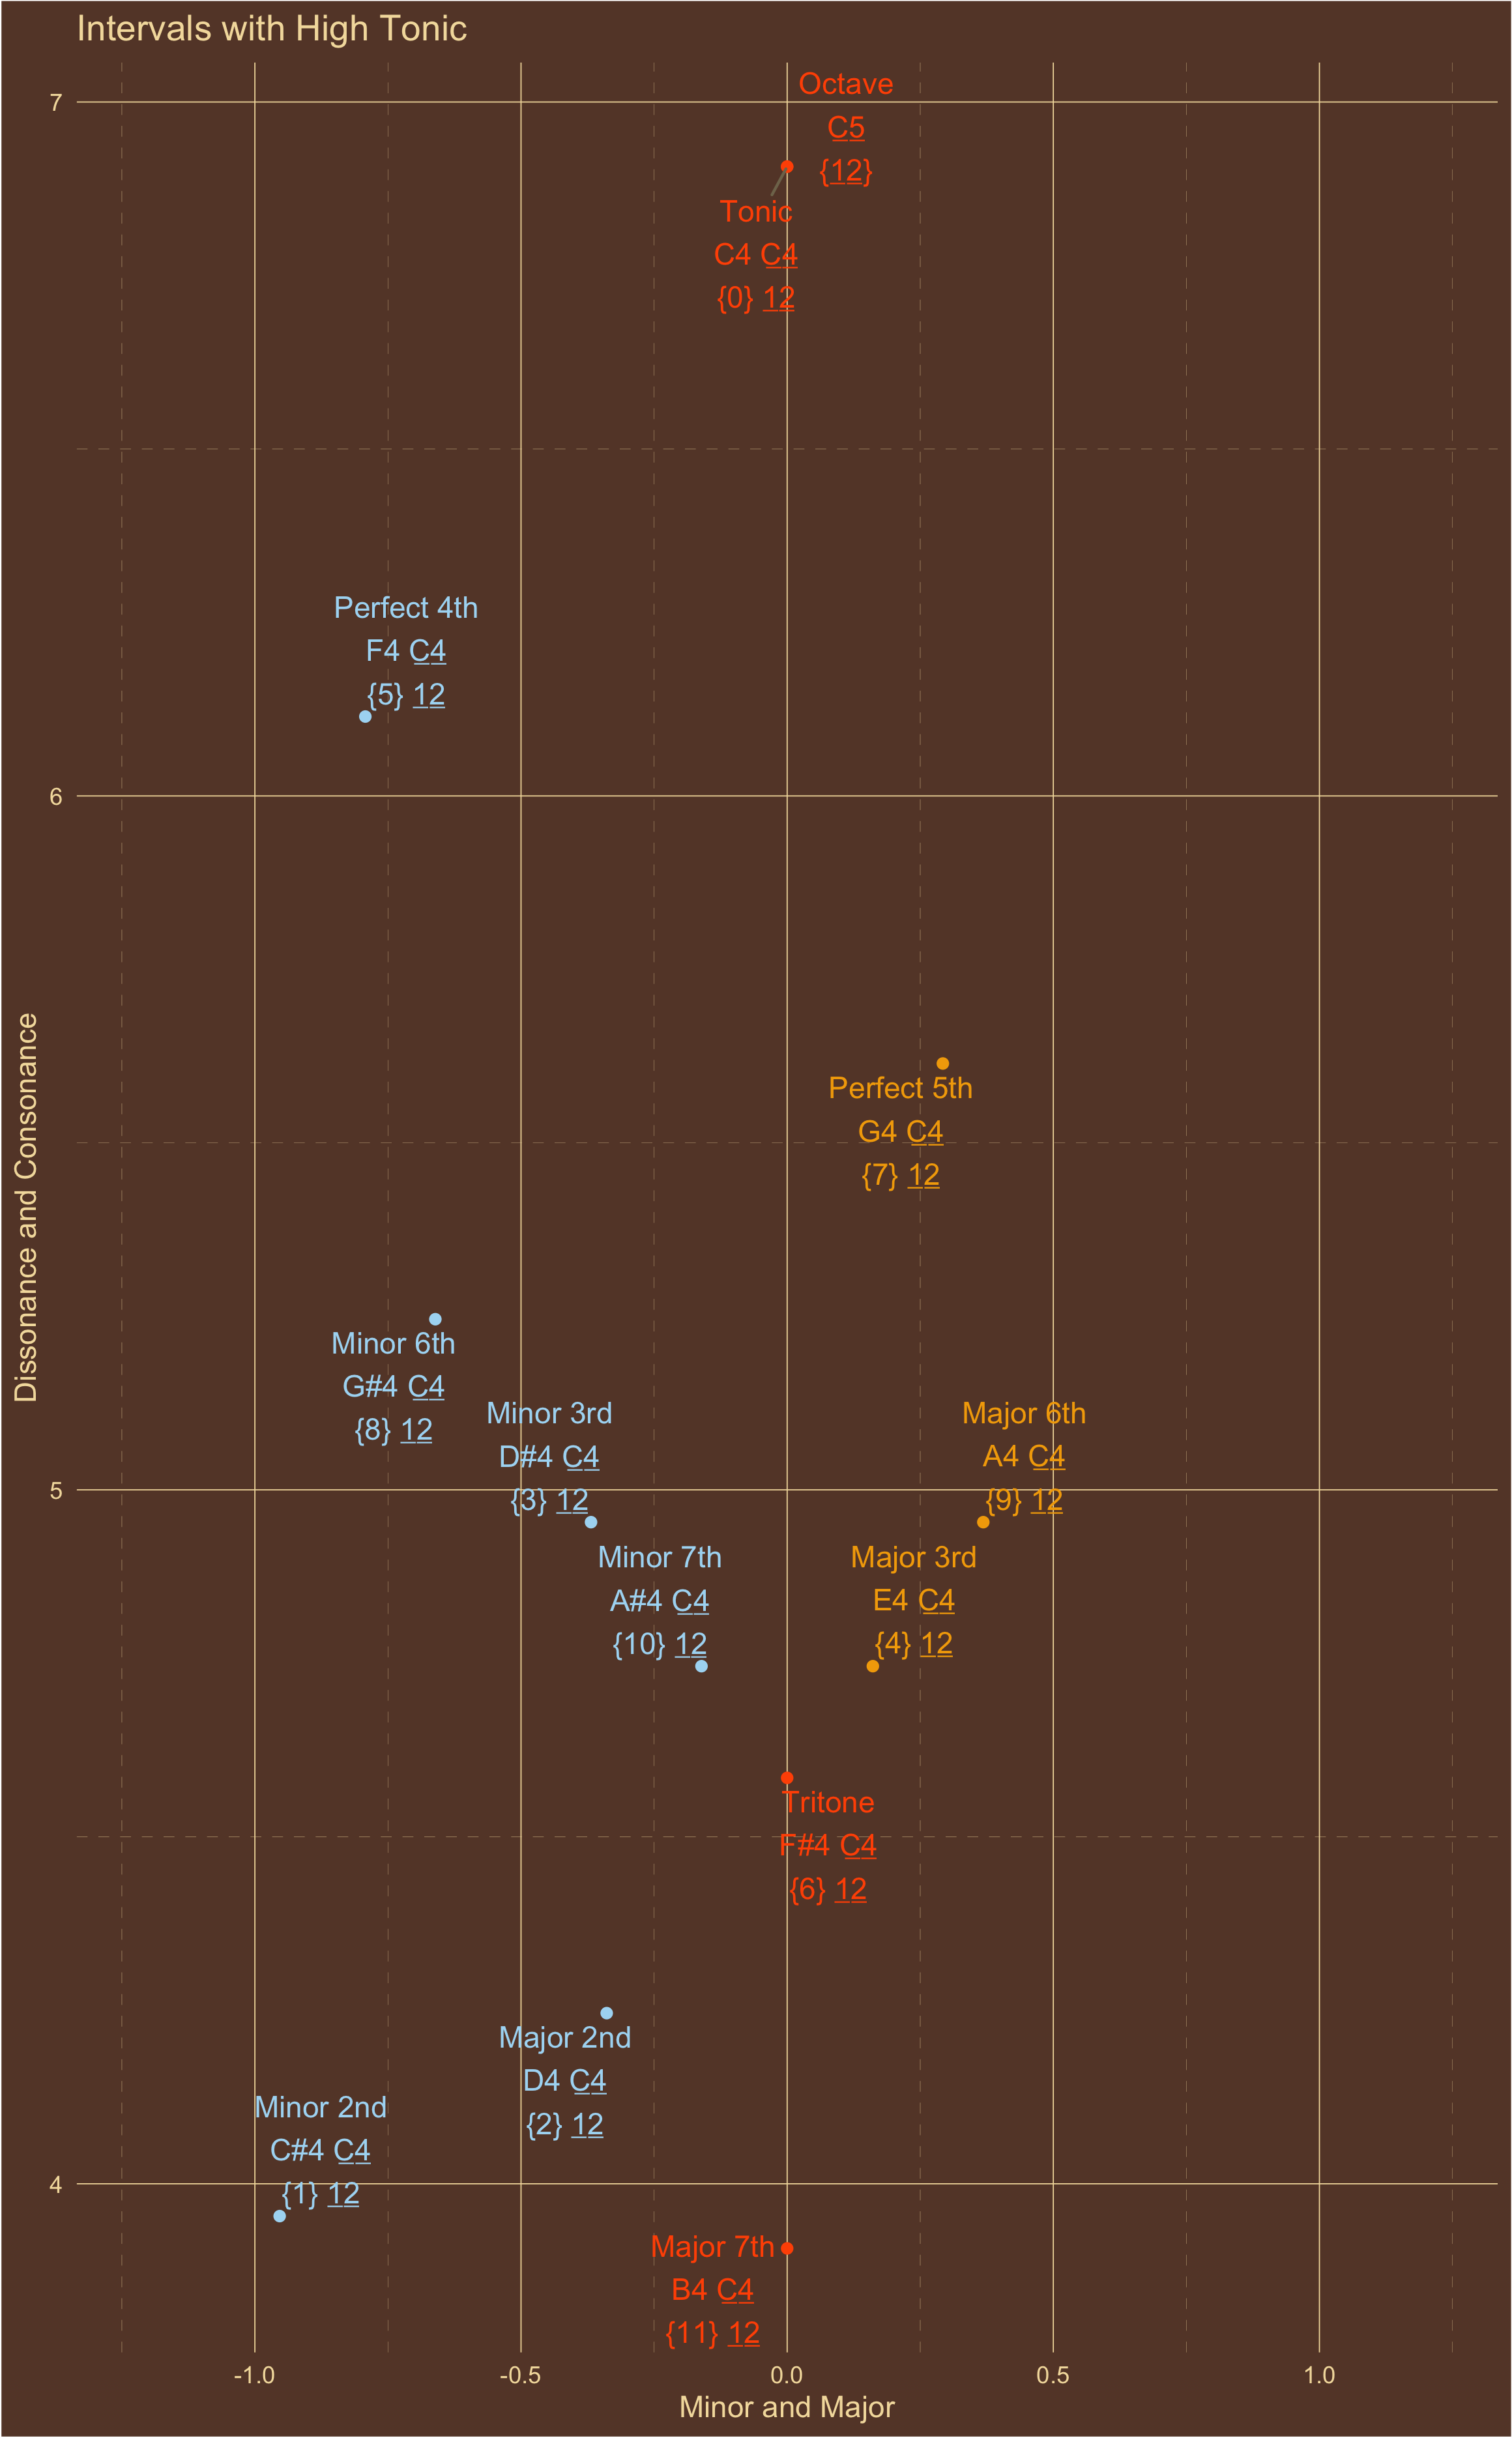 Intervals with High Tonic
Octave
C5
{12}
Tonic
C4 C4
{0} 12
Perfect 4th
F4 C4
{5} 12
Perfect 5th
G4 C4
{7} 12
Minor 6th
G#4 C4
{8} 12
Minor 3rd
D#4 C4
{3} 12
Major 6th
A4 C4
{9} 12
Minor 7th
A#4 C4
{10} 12
Major 3rd
E4 C4
{4} 12
Tritone
F#4 C4
{6} 12
Major 2nd
D4 C4
{2} 12
Minor 2nd
C#4 C4
{1} 12
Major 7th
B4 C4
{11} 12
7
6
5
4
Dissonance and Consonance
-1.0
-0.5
0.0
0.5
1.0
Minor and Major